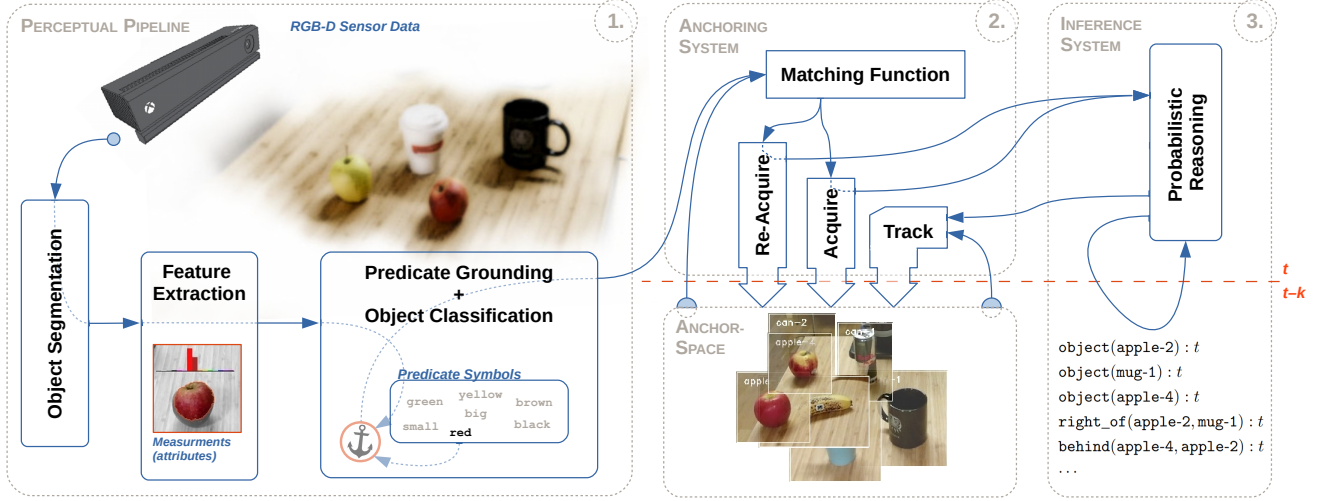 PERCEPTUAL PIPELINE
RGB-D Sensor Data
1.
Object Segmentation
Feature
Extraction
Measurments
(attributes)
Predicate Grounding
+
Object Classification
Predicate Symbols
green
yellow
brown
big
small
red
black
ANCHORING
SYSTEM
2.
Matching Function
Re-Acquire
Acquire
Track
ANCHOR-
SPACE
can-2
apple-4
INFERENCE
SYSTEM
3.
Probabilistic
Reasoning
t
t–k
object(apple-2) : t
object(mug-1) : t
object(apple-4) : t
right_of(apple-2, mug-1) : t
behind(apple-4, apple-2) : t
...